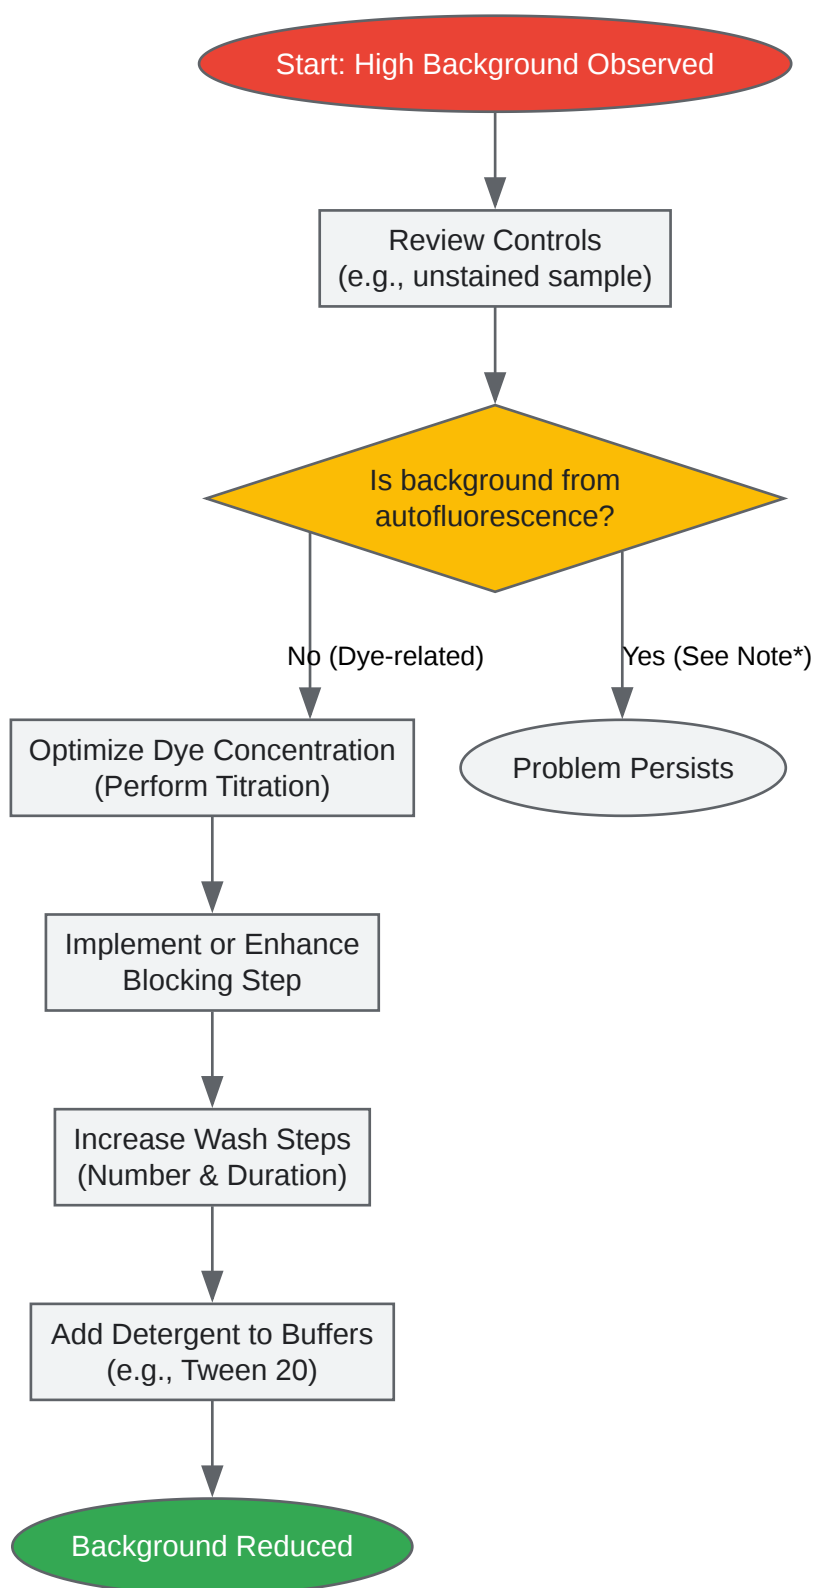 Start: High Background Observed
Review Controls
(e.g., unstained sample)
Is background from
autofluorescence?
No (Dye-related)
Yes (See Note*)
Optimize Dye Concentration
(Perform Titration)
Problem Persists
Implement or Enhance
Blocking Step
Increase Wash Steps
(Number & Duration)
Add Detergent to Buffers
(e.g., Tween 20)
Background Reduced